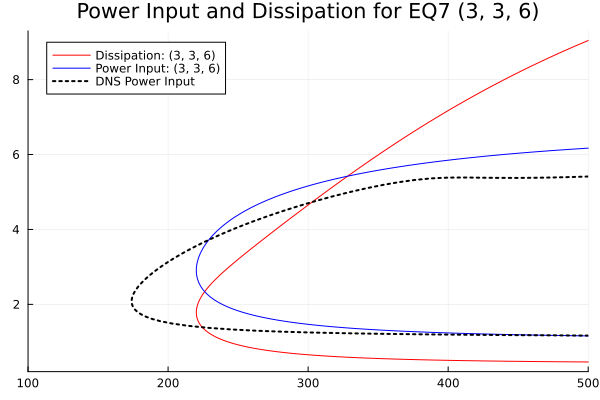 Power Input and Dissipation for EQ7 (3, 3, 6)
Dissipation: (3, 3, 6)
Power Input: (3, 3, 6)
DNS Power Input
8
6
4
2
100 200 300 400 500